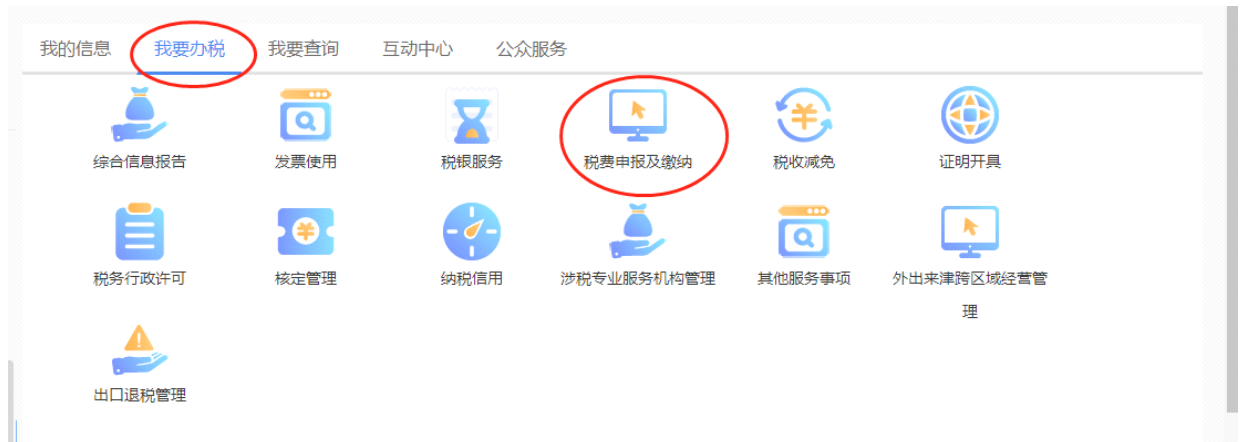 我的信息 我要办税 我要查询 互动中心 公众服务
综合信息报告 发票使用 税银服务 税费申报及缴纳 税收减免 证明开具
税务行政许可 核定管理 纳税信用 涉税专业服务机构管理 其他服务事项 外出来津跨区域经营管
理
出口退税管理